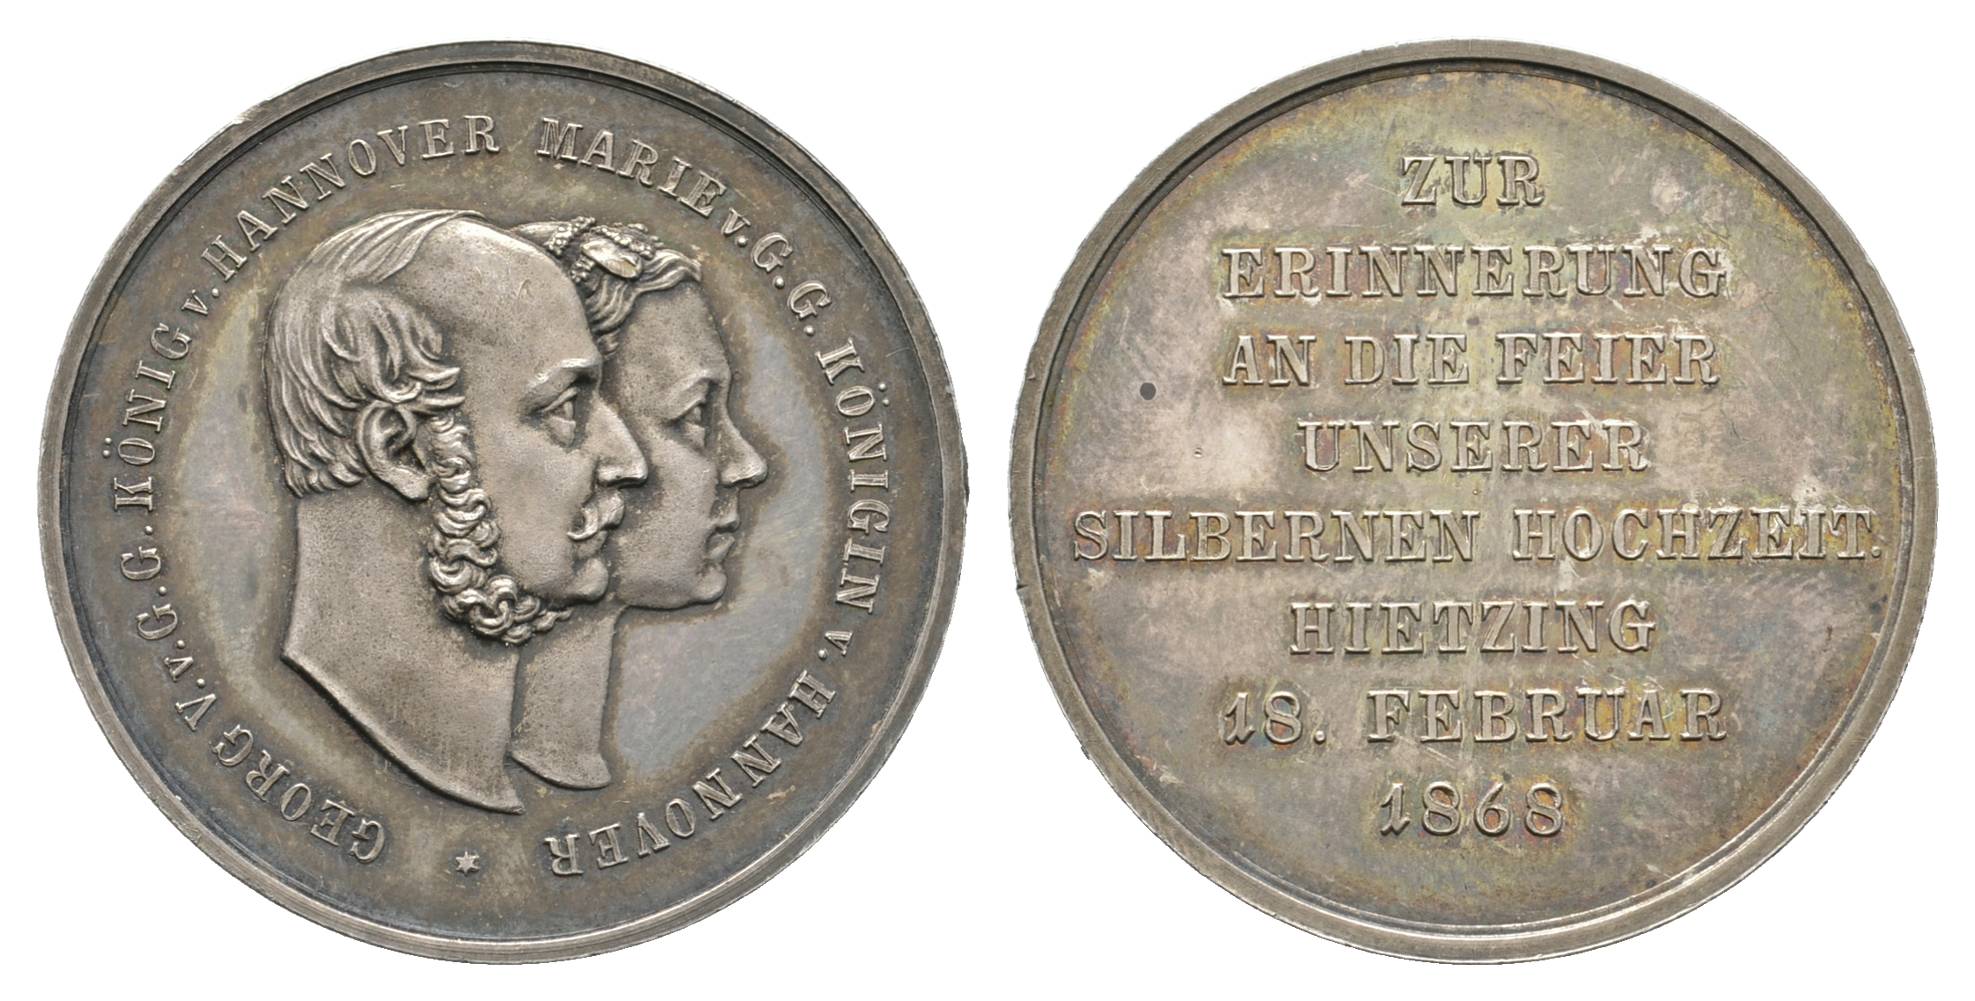 GEORG V. v. G. G. KÖNIG v. HANNOVER MARIE v. G. G. KÖNIGIN v. HANNOVER
ZUR
ERINNERUNG
AN DIE FEIER
UNSERER
SILBERNEN HOCHZEIT.
HIETZING
18. FEBRUAR
1868